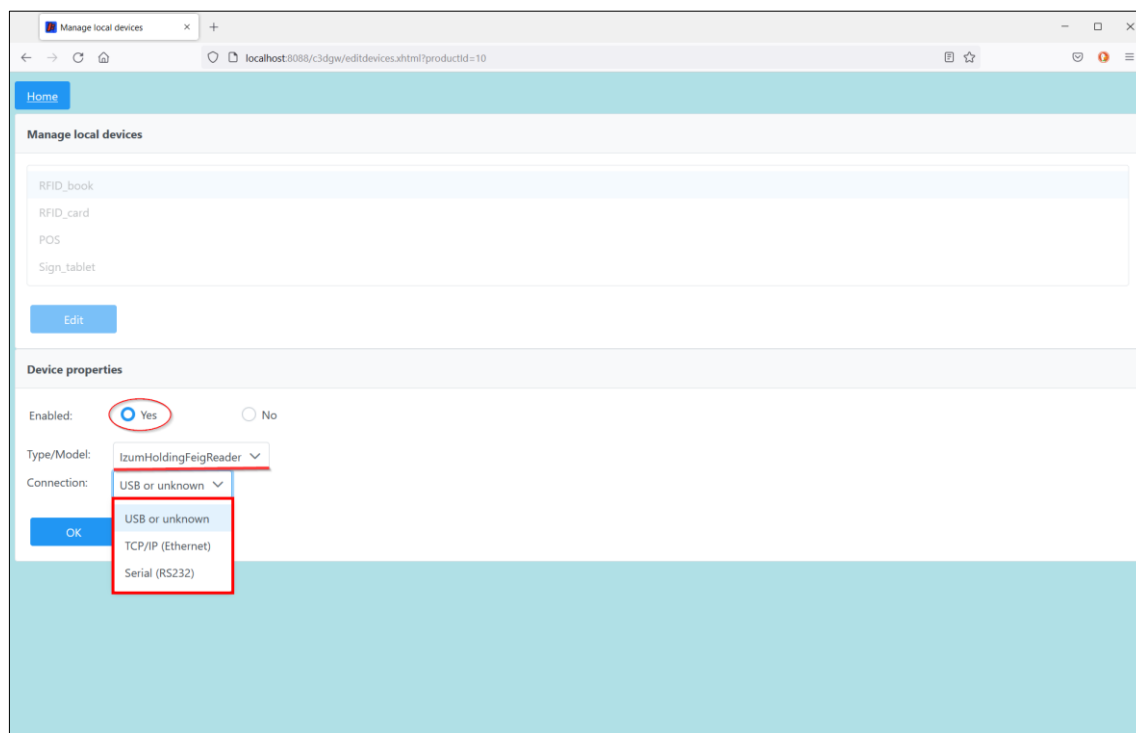 Manage local devices
localhost:8088/c3dgw/editdevices.xhtml?productId=10
Home
Manage local devices
RFID_book
RFID_card
POS
Sign_tablet
Edit
Device properties
Enabled: Yes No
Type/Model: IzumHoldingFeigReader
Connection: USB or unknown
USB or unknown
OK
TCP/IP (Ethernet)
Serial (RS232)